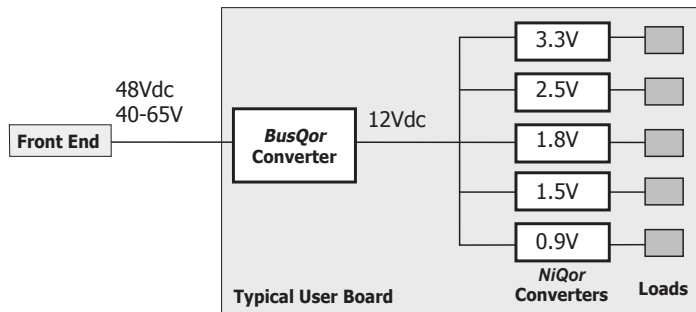 48Vdc
40-65V
Front End
BusQor
Converter
12Vdc
3.3V
2.5V
1.8V
1.5V
0.9V
NiQor
Converters
Loads
Typical User Board